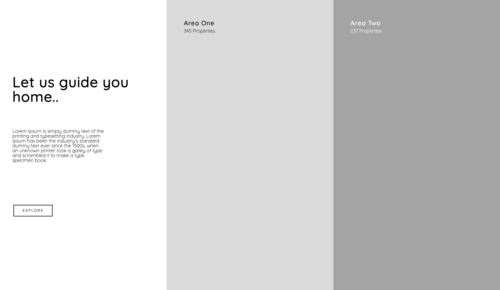 Let us guide you
home..
Lorem Ipsum is simply dummy text of the
printing and typesetting industry. Lorem
Ipsum has been the industry's standard
dummy text ever since the 1500s, when
an unknown printer took a galley of type
and scrambled it to make a type
specimen book.
EXPLORE
Area One
345 Properties
Area Two
237 Properties